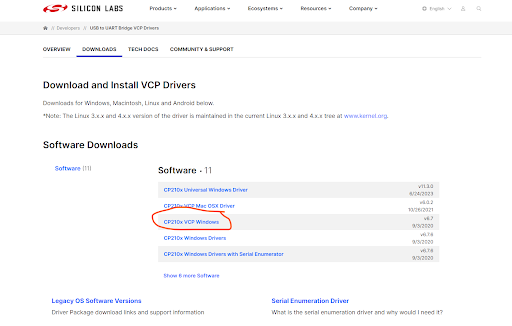 SILICON LABS
Products
Applications
Ecosystems
Resources
Company
English
Developers // USB to UART Bridge VCP Drivers
OVERVIEW
DOWNLOADS
TECH DOCS
COMMUNITY & SUPPORT
Download and Install VCP Drivers
Downloads for Windows, Macintosh, Linux and Android below.
*Note: The Linux 3.x.x and 4.x.x version of the driver is maintained in the current Linux 3.x.x and 4.x.x tree at www.kernel.org.
Software Downloads
Software (11)
Software · 11
CP210x Universal Windows Driver
v11.3.0
6/24/2023
CP210x VCP Mac OSX Driver
v6.0.2
10/26/2021
CP210x VCP Windows
v6.7
9/3/2020
CP210x Windows Drivers
v6.7.6
9/3/2020
CP210x Windows Drivers with Serial Enumerator
v6.7.6
9/3/2020
Show 6 more Software
Legacy OS Software Versions
Driver Package download links and support information
Serial Enumeration Driver
What is the serial enumeration driver and why would I need it?